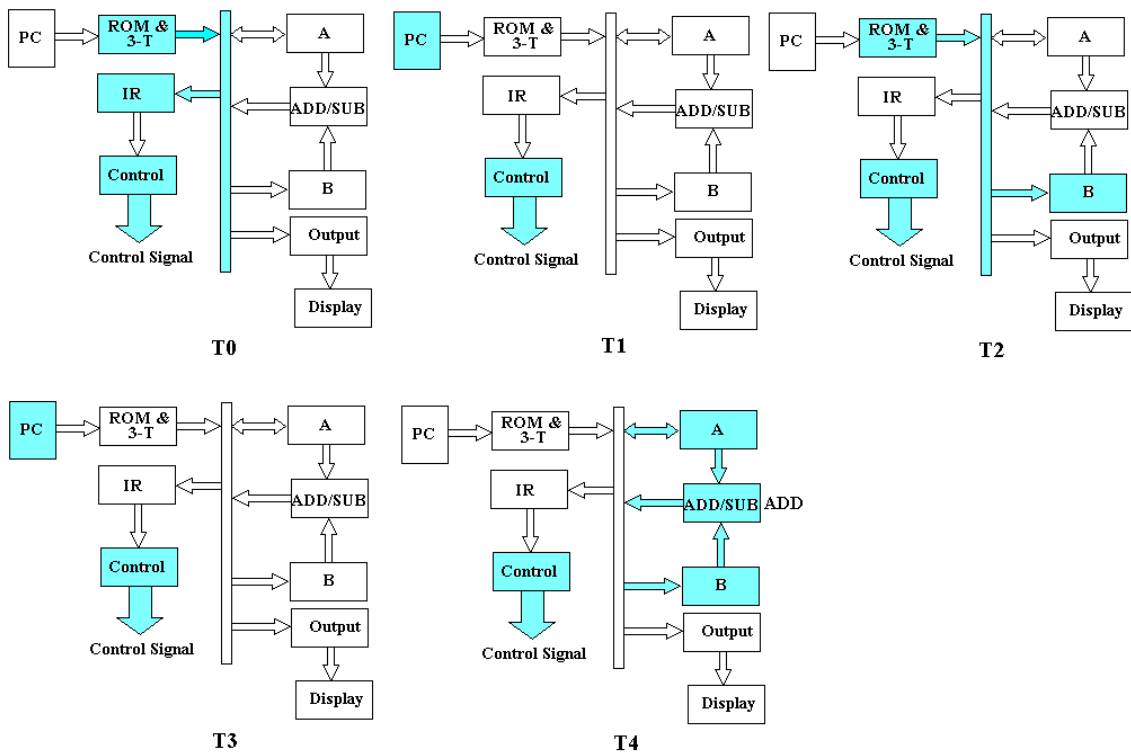 PC
ROM &
3-T
A
IR
ADD/SUB
Control
B
Output
Control Signal
Display
T0
PC
ROM &
3-T
A
IR
ADD/SUB
Control
B
Output
Control Signal
Display
T1
PC
ROM &
3-T
A
IR
ADD/SUB
Control
B
Output
Control Signal
Display
T2
PC
ROM &
3-T
A
IR
ADD/SUB
Control
B
Output
Control Signal
Display
T3
PC
ROM &
3-T
A
IR
ADD/SUB ADD
Control
B
Output
Control Signal
Display
T4